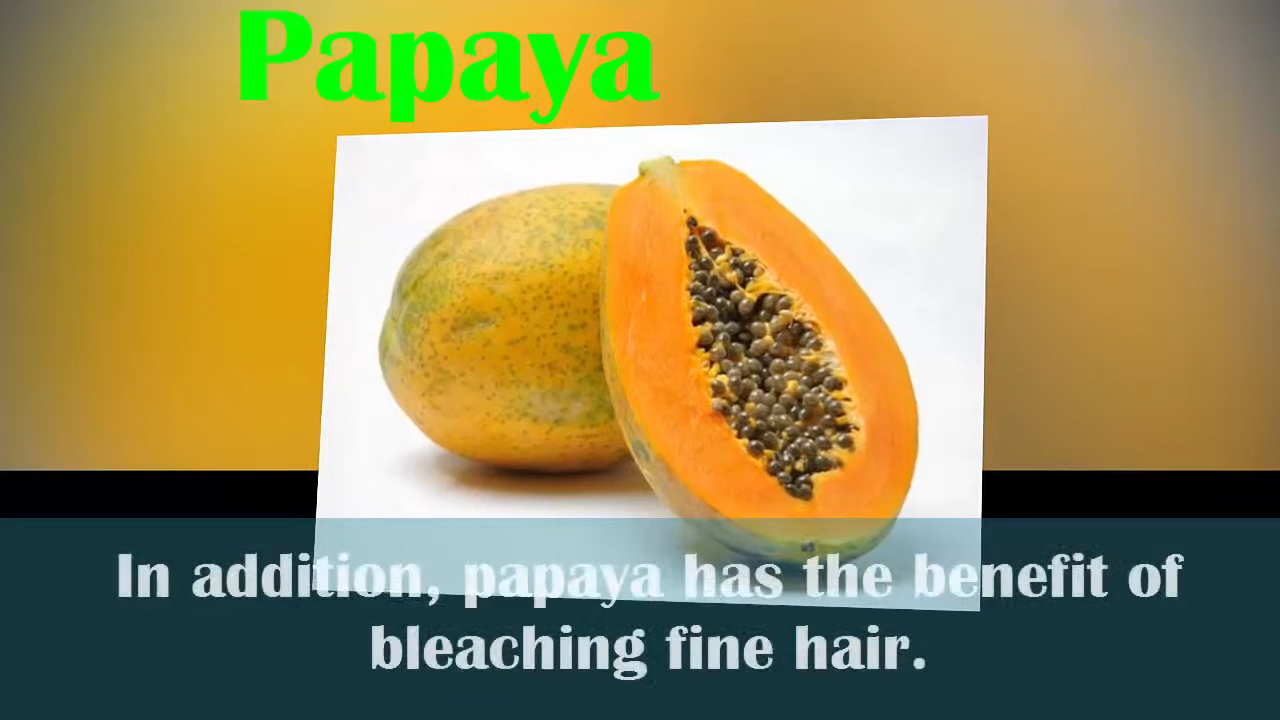 Papaya
In addition, papaya has the benefit of
bleaching fine hair.